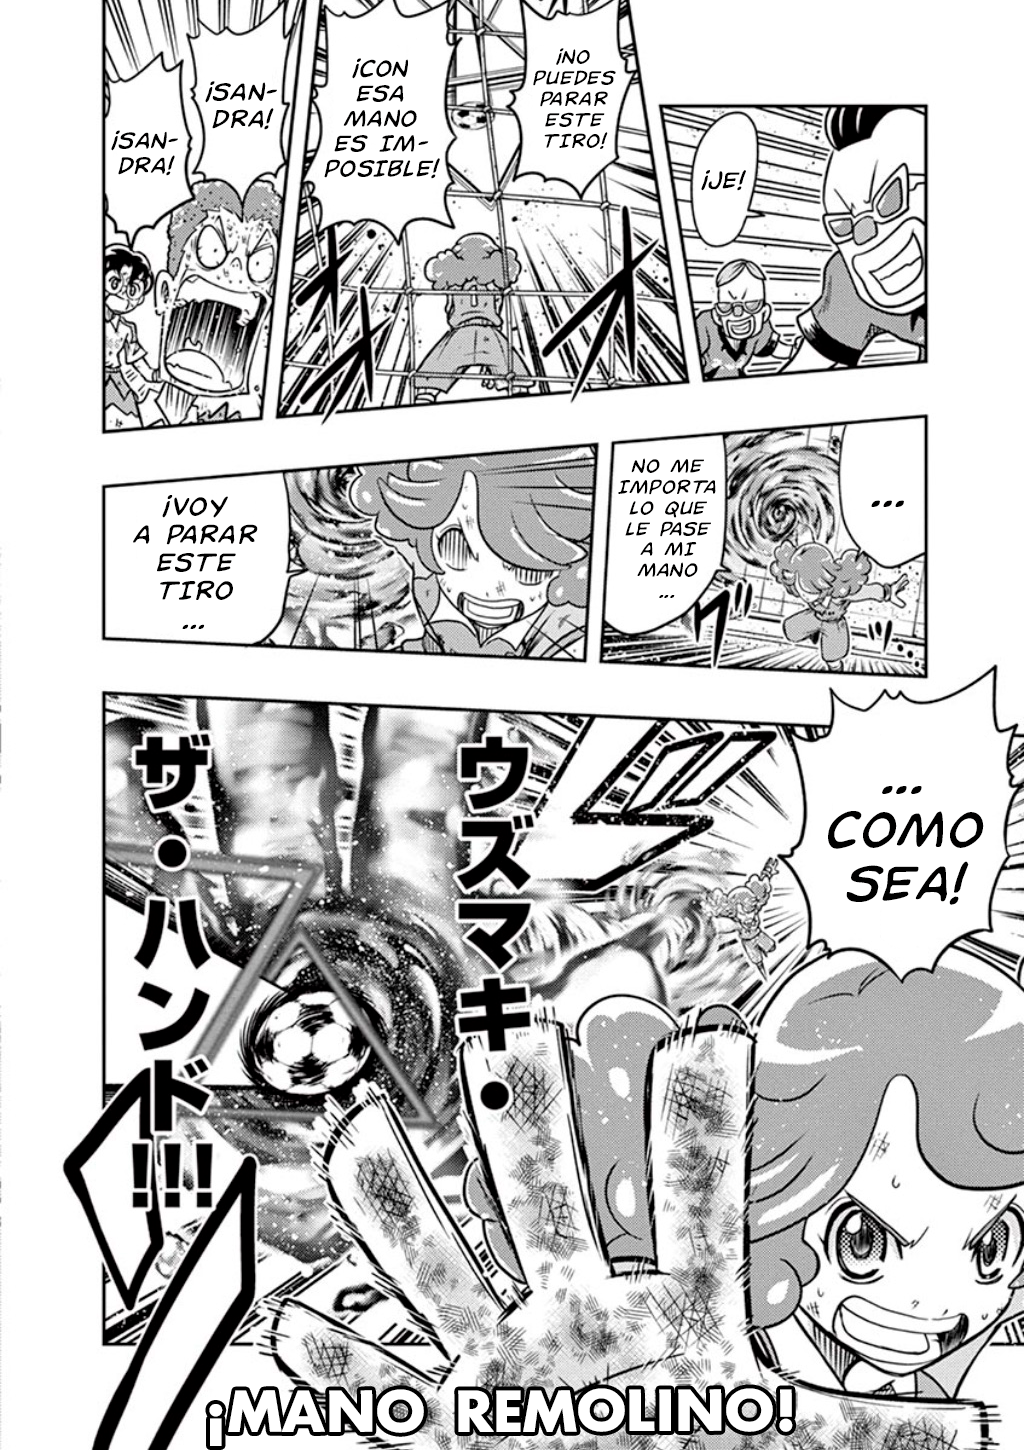 ¡JE!
¡NO
PUEDES
PARAR
ESTE
TIRO!
¡CON
ESA
MANO
ES IM-
POSIBLE!
¡SAN-
DRA!
¡SAN-
DRA!
...
NO ME
IMPORTA
LO QUE
LE PASE
A MI
MANO
...
¡VOY
A PARAR
ESTE
TIRO
...
...
COMO
SEA!
ウズマキ・
ザ・ハンド!!!
¡MANO REMOLINO!